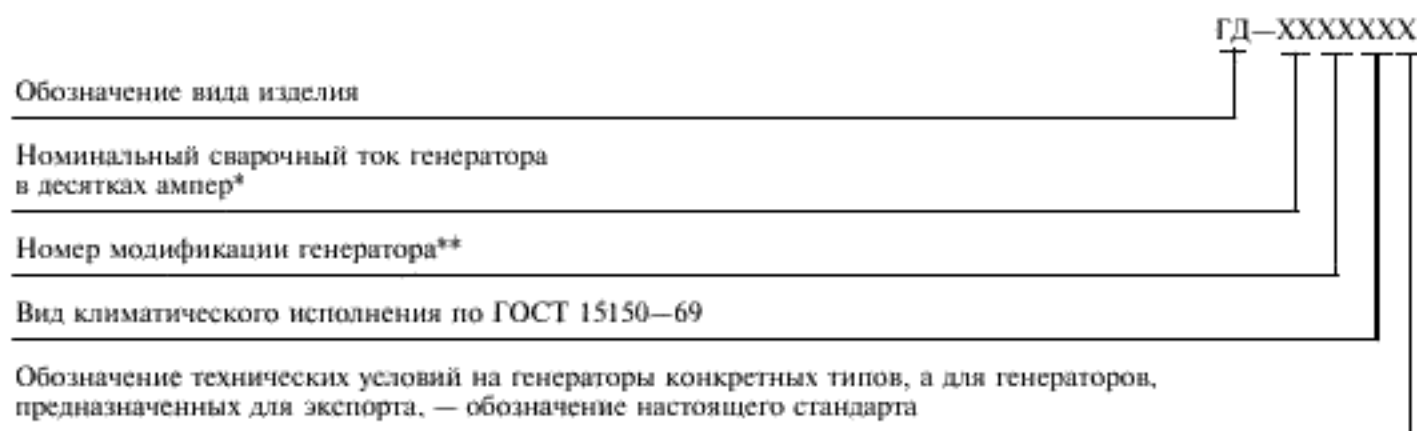 ГД—ХХХХХХХ
Обозначение вида изделия
Номинальный сварочный ток генератора
в десятках ампер*
Номер модификации генератора**
Вид климатического исполнения по ГОСТ 15150—69
Обозначение технических условий на генераторы конкретных типов, а для генераторов,
предназначенных для экспорта, — обозначение настоящего стандарта